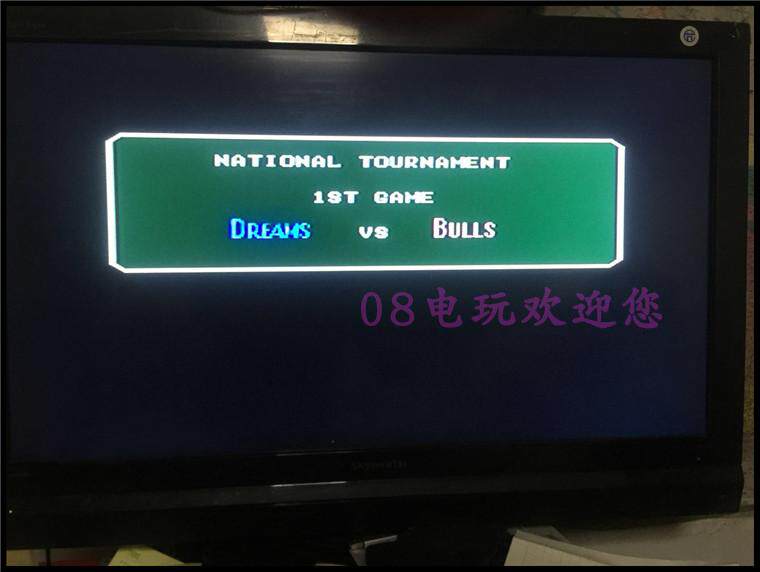 NATIONAL TOURNAMENT
1ST GAME
DREAMS VS BULLS
08电玩欢迎您